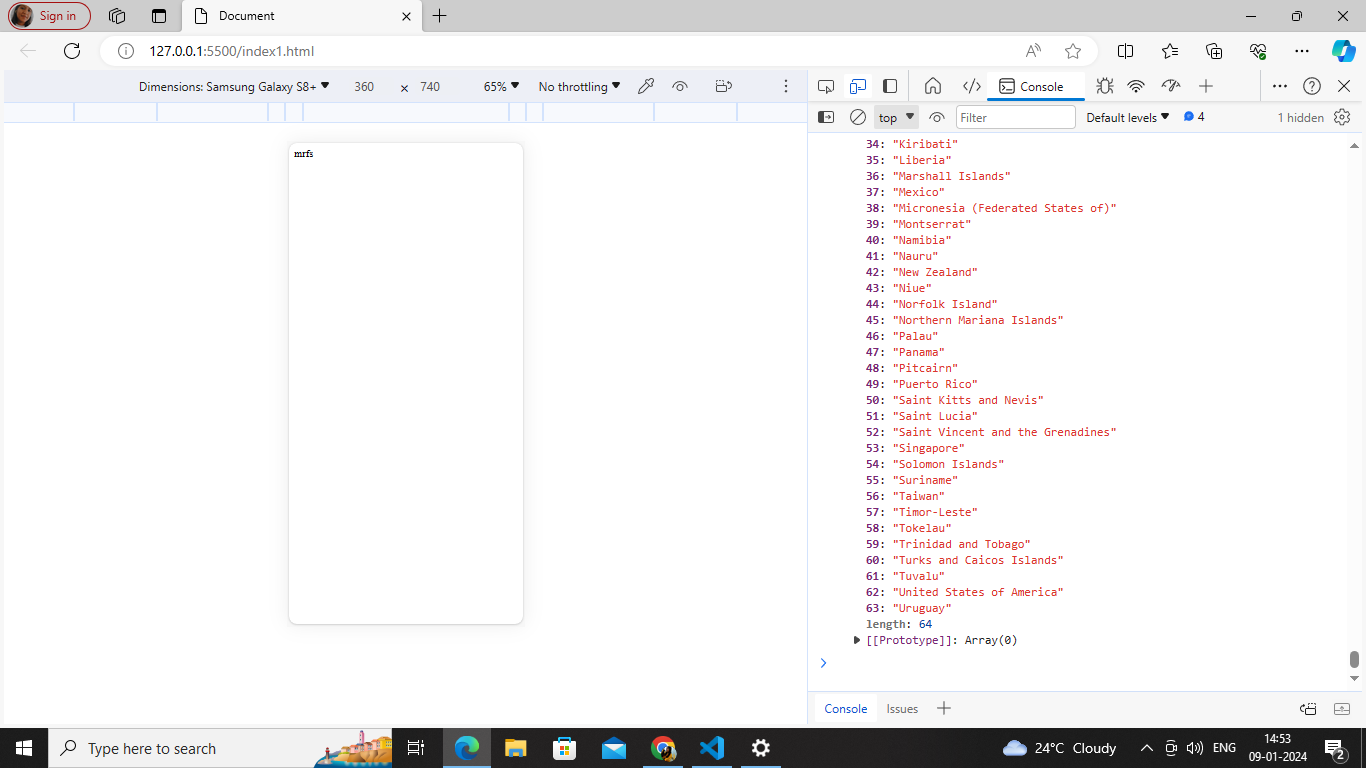 Sign in
Document
127.0.0.1:5500/index1.html
Dimensions: Samsung Galaxy S8+ 360 × 740 65% No throttling
Console
top Filter Default levels 4 1 hidden
mrfs
34: "Kiribati"
35: "Liberia"
36: "Marshall Islands"
37: "Mexico"
38: "Micronesia (Federated States of)"
39: "Montserrat"
40: "Namibia"
41: "Nauru"
42: "New Zealand"
43: "Niue"
44: "Norfolk Island"
45: "Northern Mariana Islands"
46: "Palau"
47: "Panama"
48: "Pitcairn"
49: "Puerto Rico"
50: "Saint Kitts and Nevis"
51: "Saint Lucia"
52: "Saint Vincent and the Grenadines"
53: "Singapore"
54: "Solomon Islands"
55: "Suriname"
56: "Taiwan"
57: "Timor-Leste"
58: "Tokelau"
59: "Trinidad and Tobago"
60: "Turks and Caicos Islands"
61: "Tuvalu"
62: "United States of America"
63: "Uruguay"
length: 64
[[Prototype]]: Array(0)
Console Issues
Type here to search
24°C Cloudy
ENG
14:53
09-01-2024
2